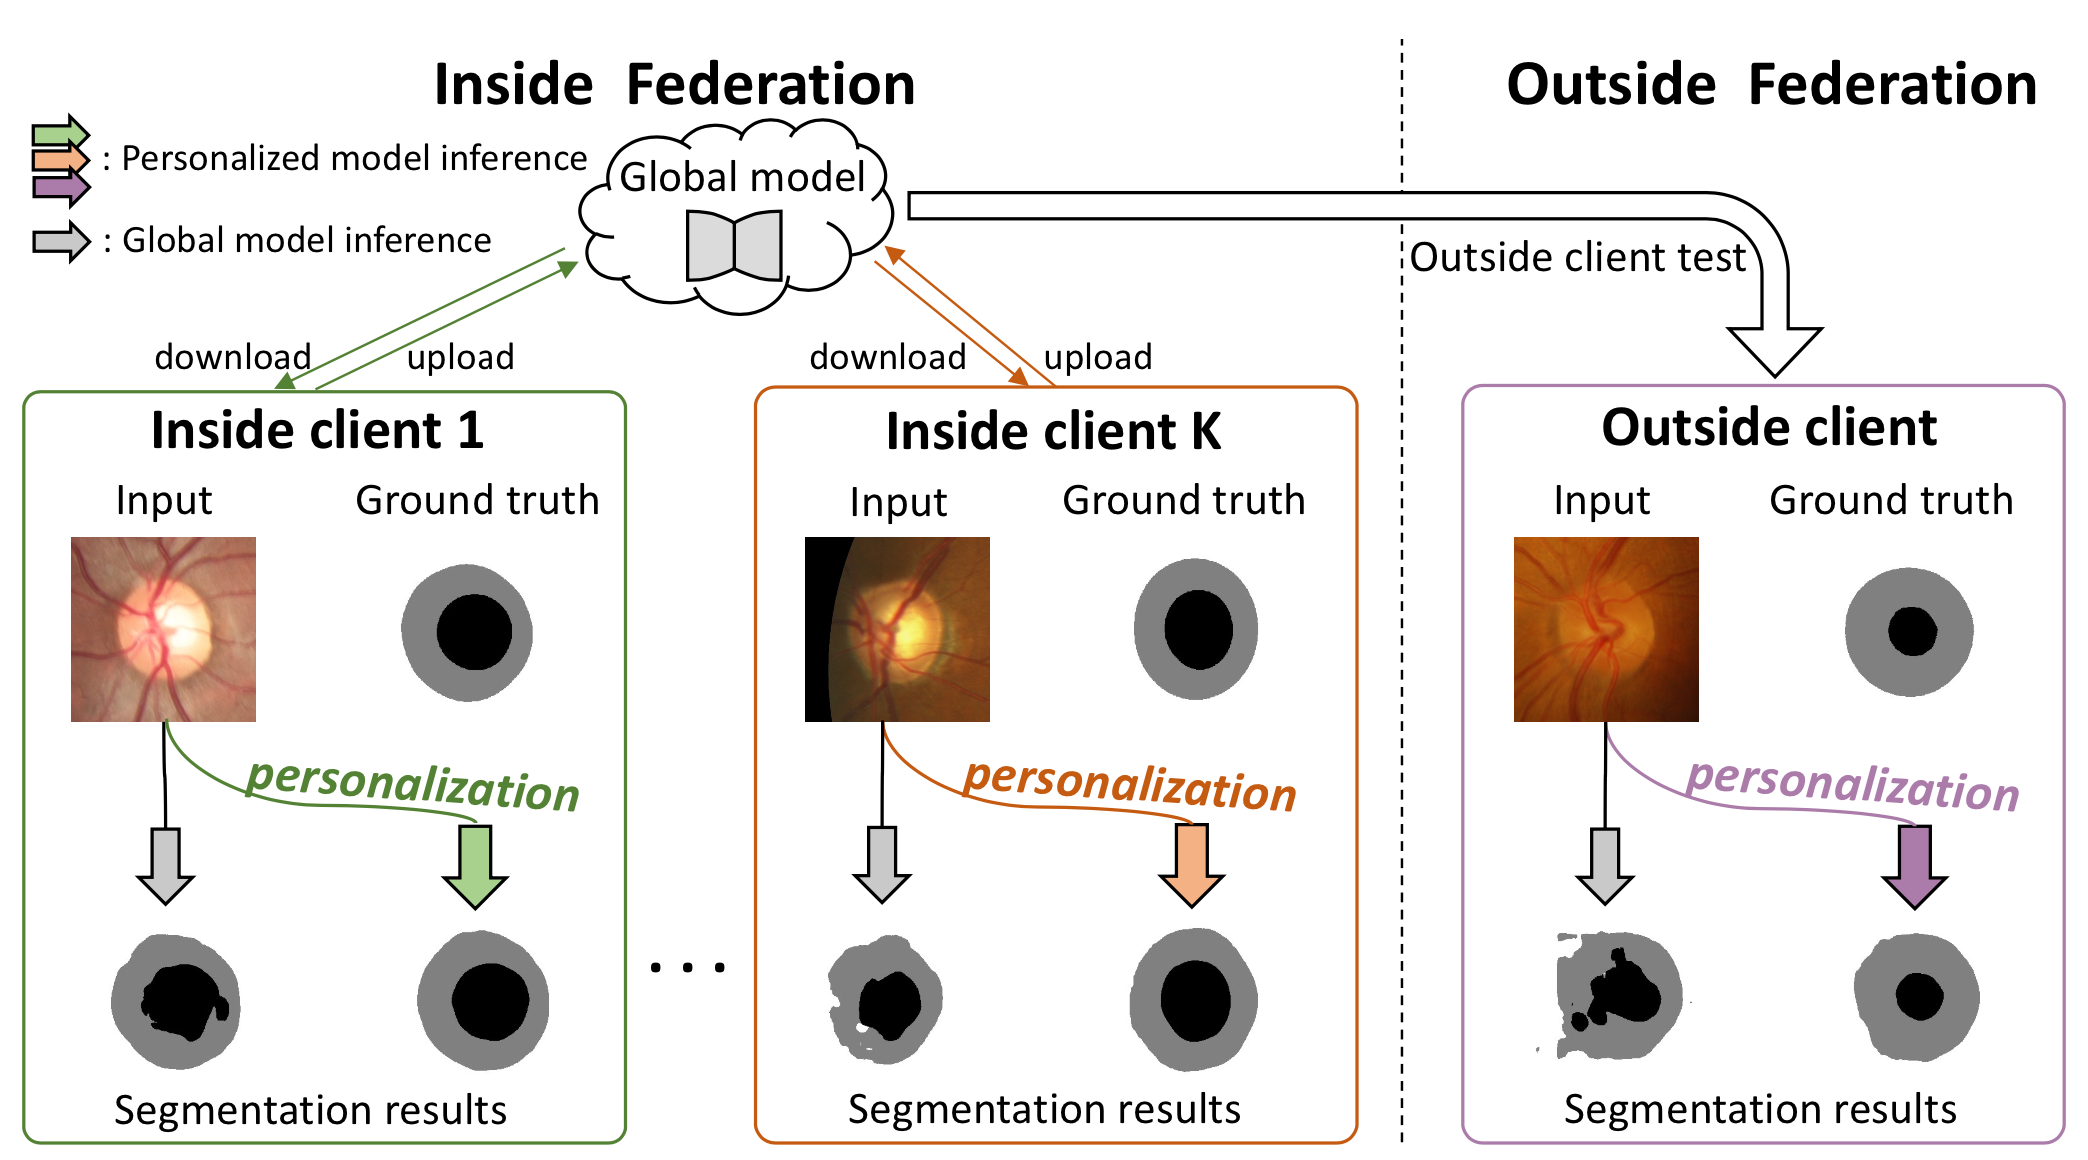 Inside Federation
Outside Federation
: Personalized model inference
: Global model inference
Global model
Outside client test
download
upload
download
upload
Inside client 1
Input
Ground truth
personalization
Segmentation results
...
Inside client K
Input
Ground truth
personalization
Segmentation results
Outside client
Input
Ground truth
personalization
Segmentation results